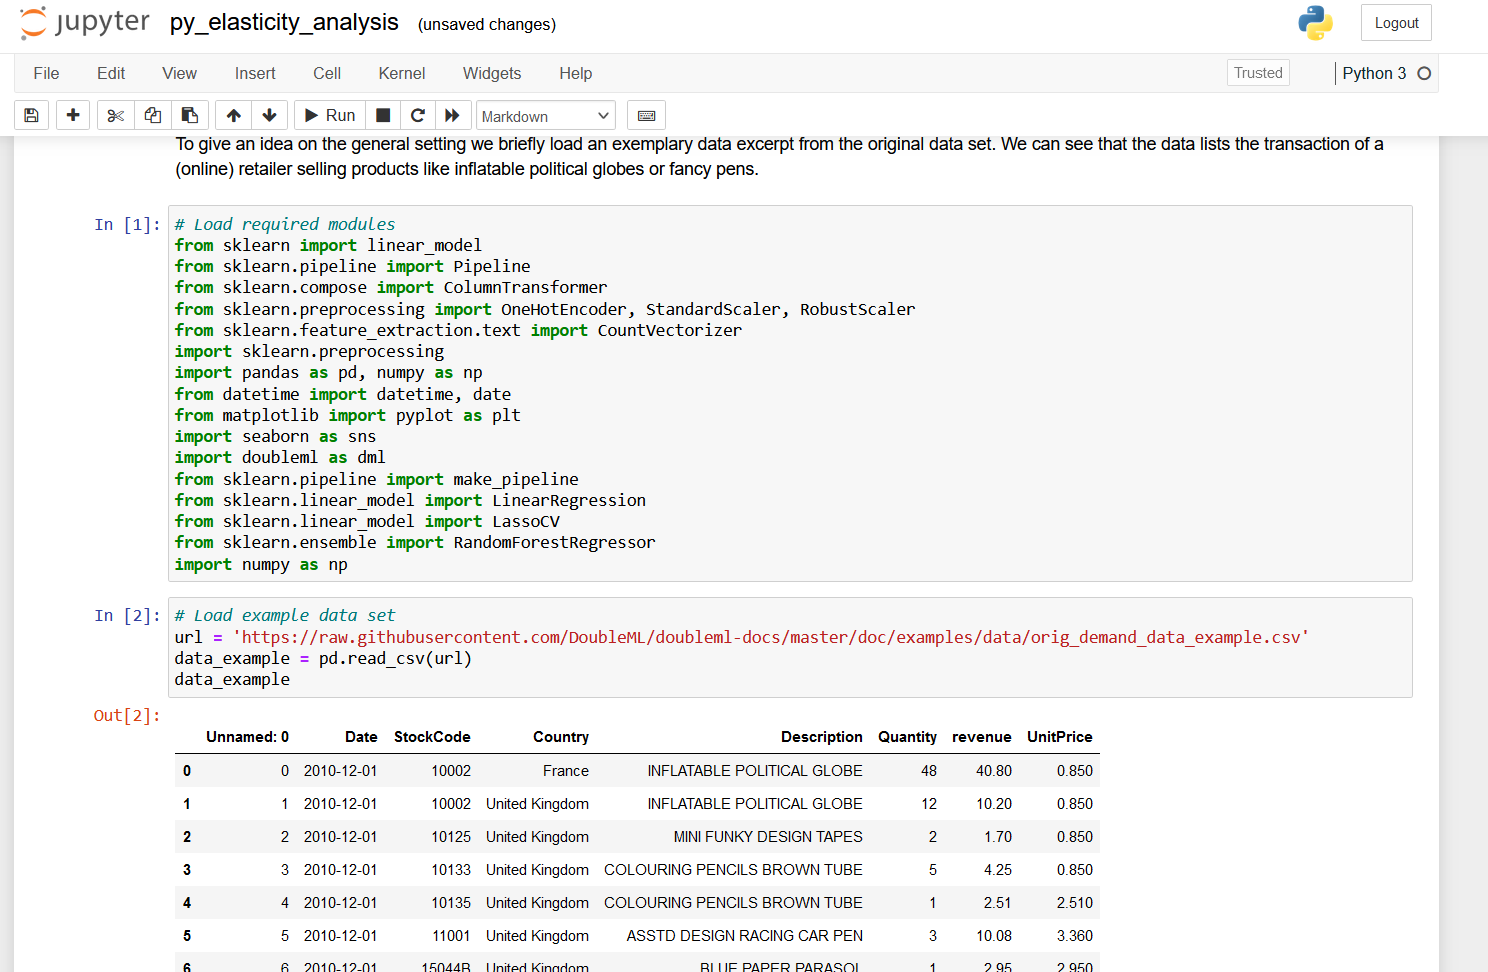 jupyter py_elasticity_analysis (unsaved changes) Logout
File Edit View Insert Cell Kernel Widgets Help Trusted Python 3
Run Markdown
To give an idea on the general setting we briefly load an exemplary data excerpt from the original data set. We can see that the data lists the transaction of a
(online) retailer selling products like inflatable political globes or fancy pens.
In [1]: # Load required modules
from sklearn import linear_model
from sklearn.pipeline import Pipeline
from sklearn.compose import ColumnTransformer
from sklearn.preprocessing import OneHotEncoder, StandardScaler, RobustScaler
from sklearn.feature_extraction.text import CountVectorizer
import sklearn.preprocessing
import pandas as pd, numpy as np
from datetime import datetime, date
from matplotlib import pyplot as plt
import seaborn as sns
import doubleml as dml
from sklearn.pipeline import make_pipeline
from sklearn.linear_model import LinearRegression
from sklearn.linear_model import LassoCV
from sklearn.ensemble import RandomForestRegressor
import numpy as np
In [2]: # Load example data set
url = 'https://raw.githubusercontent.com/DoubleML/doubleml-docs/master/doc/examples/data/orig_demand_data_example.csv'
data_example = pd.read_csv(url)
data_example
Out[2]:
Unnamed: 0 Date StockCode Country Description Quantity revenue UnitPrice
0 0 2010-12-01 10002 France INFLATABLE POLITICAL GLOBE 48 40.80 0.850
1 1 2010-12-01 10002 United Kingdom INFLATABLE POLITICAL GLOBE 12 10.20 0.850
2 2 2010-12-01 10125 United Kingdom MINI FUNKY DESIGN TAPES 2 1.70 0.850
3 3 2010-12-01 10133 United Kingdom COLOURING PENCILS BROWN TUBE 5 4.25 0.850
4 4 2010-12-01 10135 United Kingdom COLOURING PENCILS BROWN TUBE 1 2.51 2.510
5 5 2010-12-01 11001 United Kingdom ASSTD DESIGN RACING CAR PEN 3 10.08 3.360
6 6 2010-12-01 15044B United Kingdom BLUE PAPER PARASOL 1 2.95 2.950